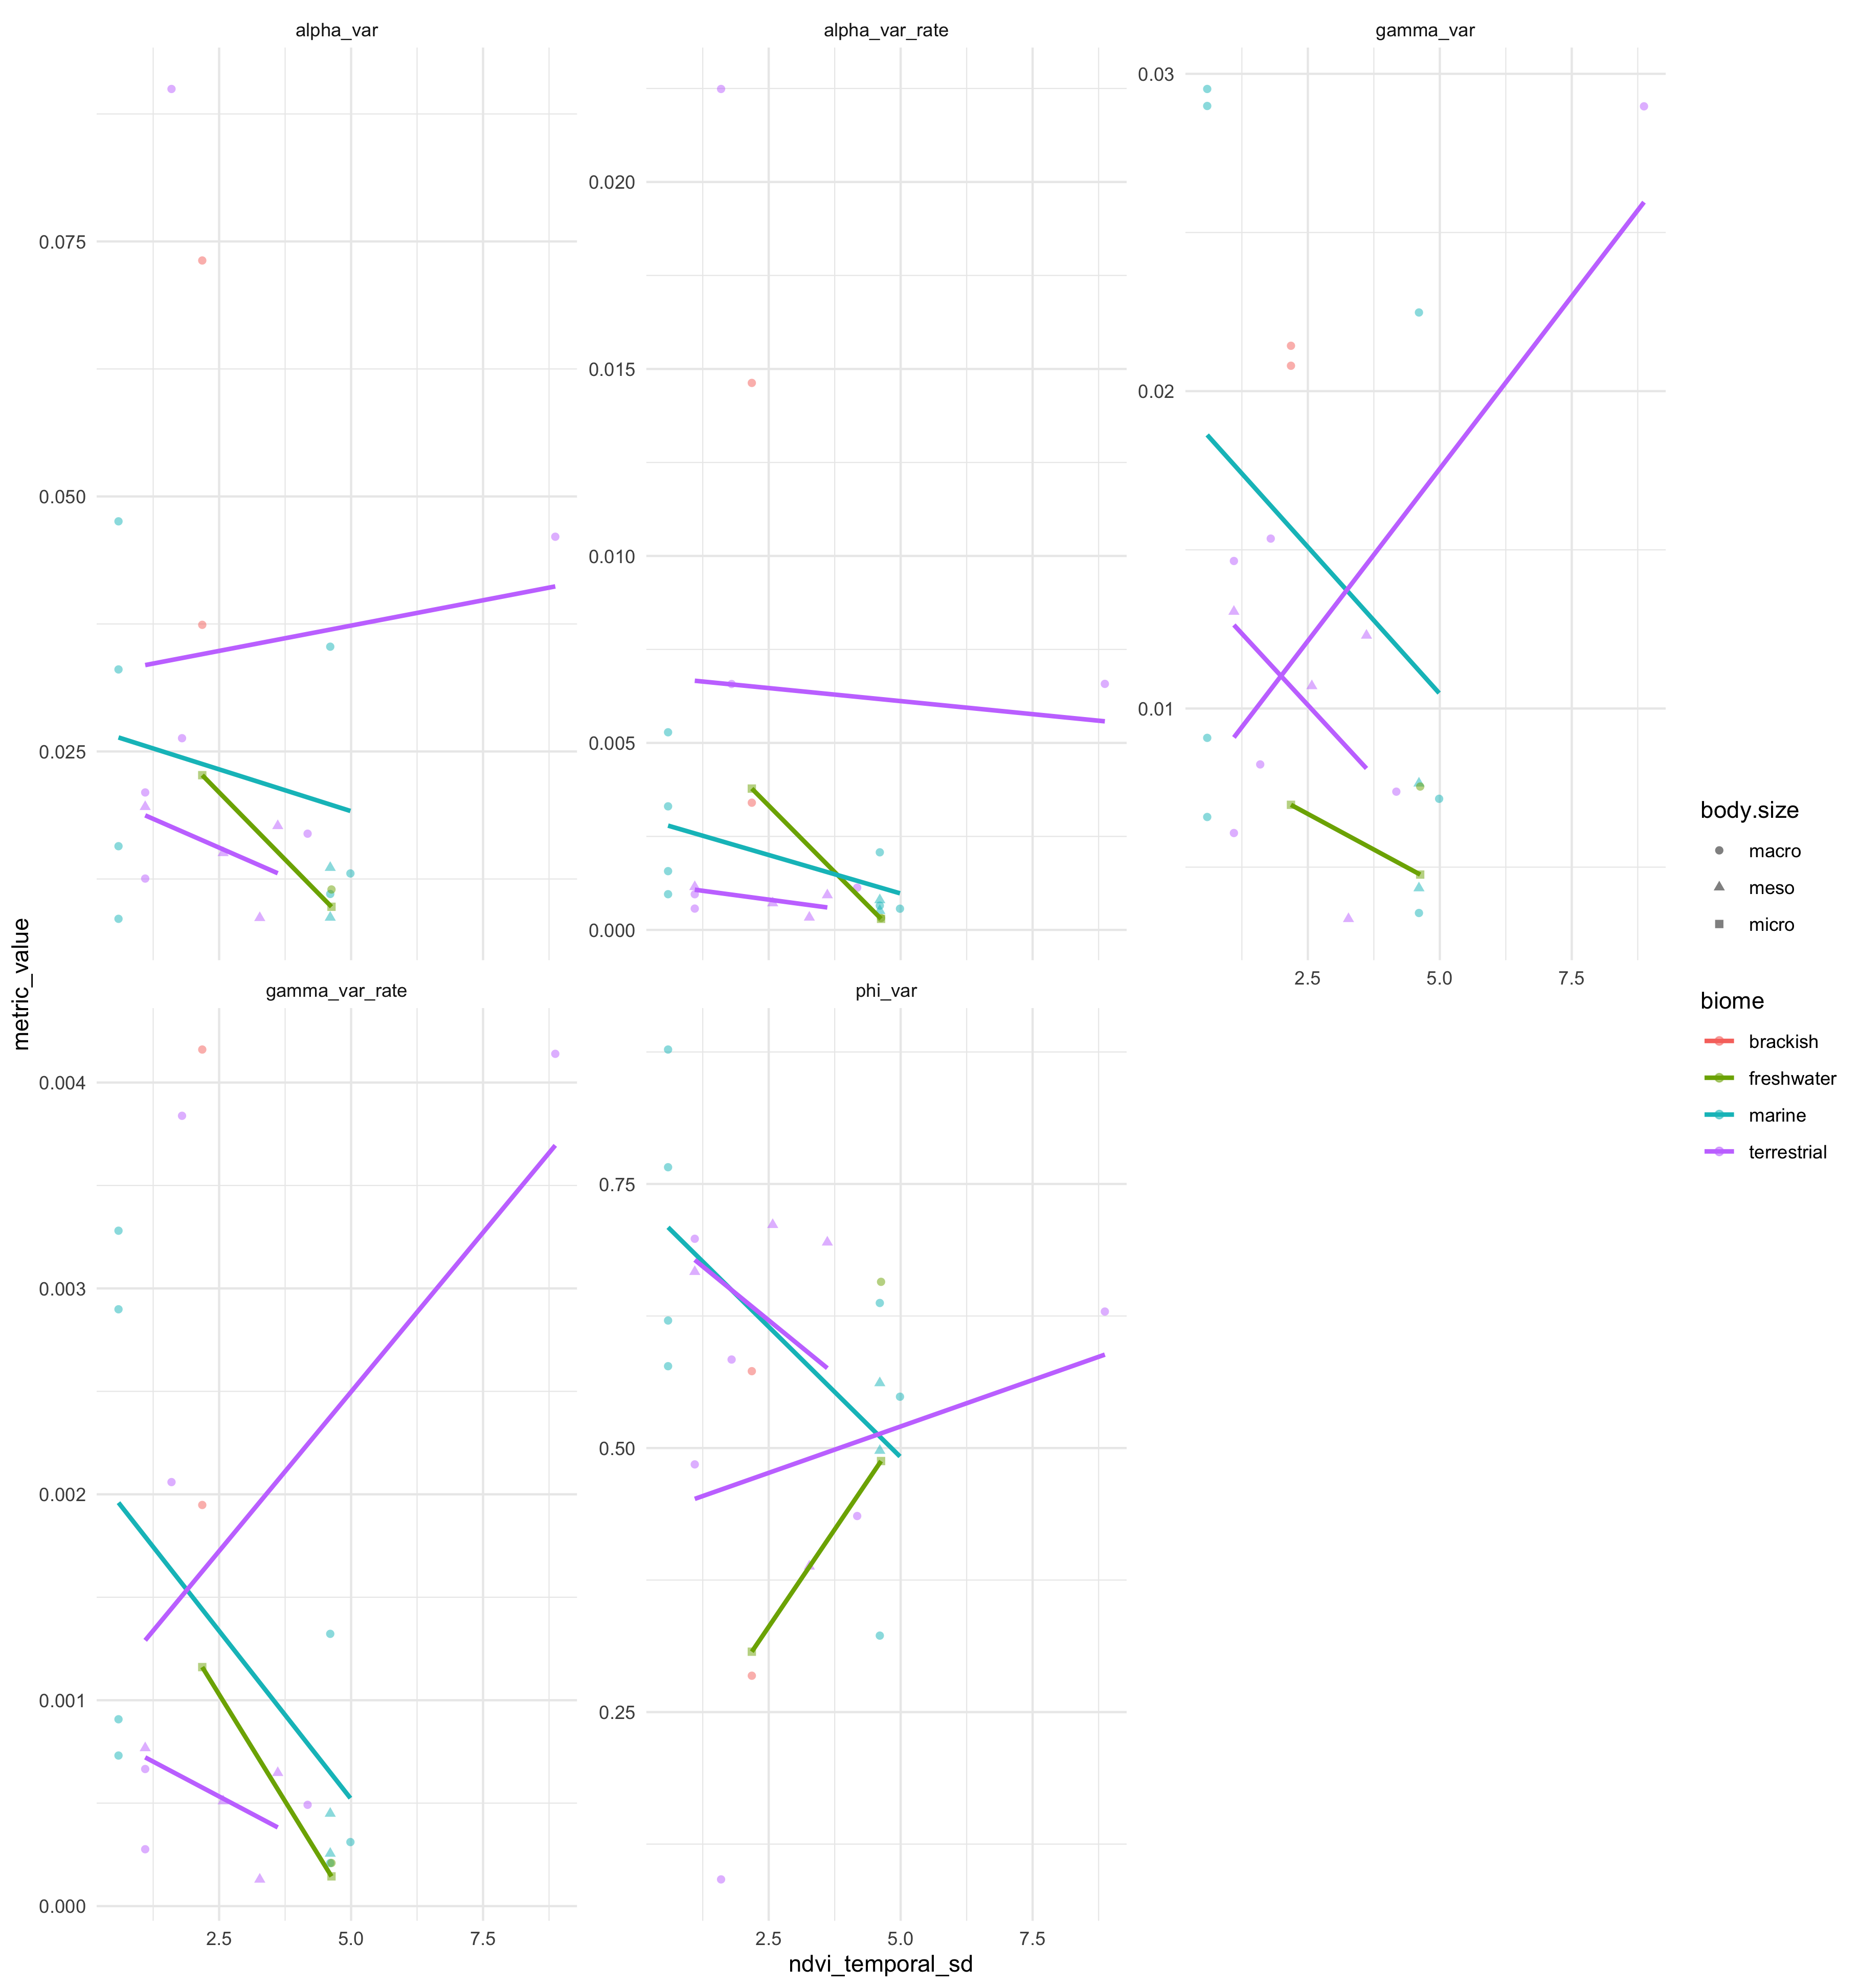 alpha_var
alpha_var_rate
gamma_var
0.075
0.050
0.025
0.020
0.015
0.010
0.005
0.000
0.03
0.02
0.01
2.5 5.0 7.5
gamma_var_rate
phi_var
0.004
0.003
0.002
0.001
0.000
0.75
0.50
0.25
2.5 5.0 7.5
2.5 5.0 7.5
metric_value
ndvi_temporal_sd
body.size
macro
meso
micro
biome
brackish
freshwater
marine
terrestrial